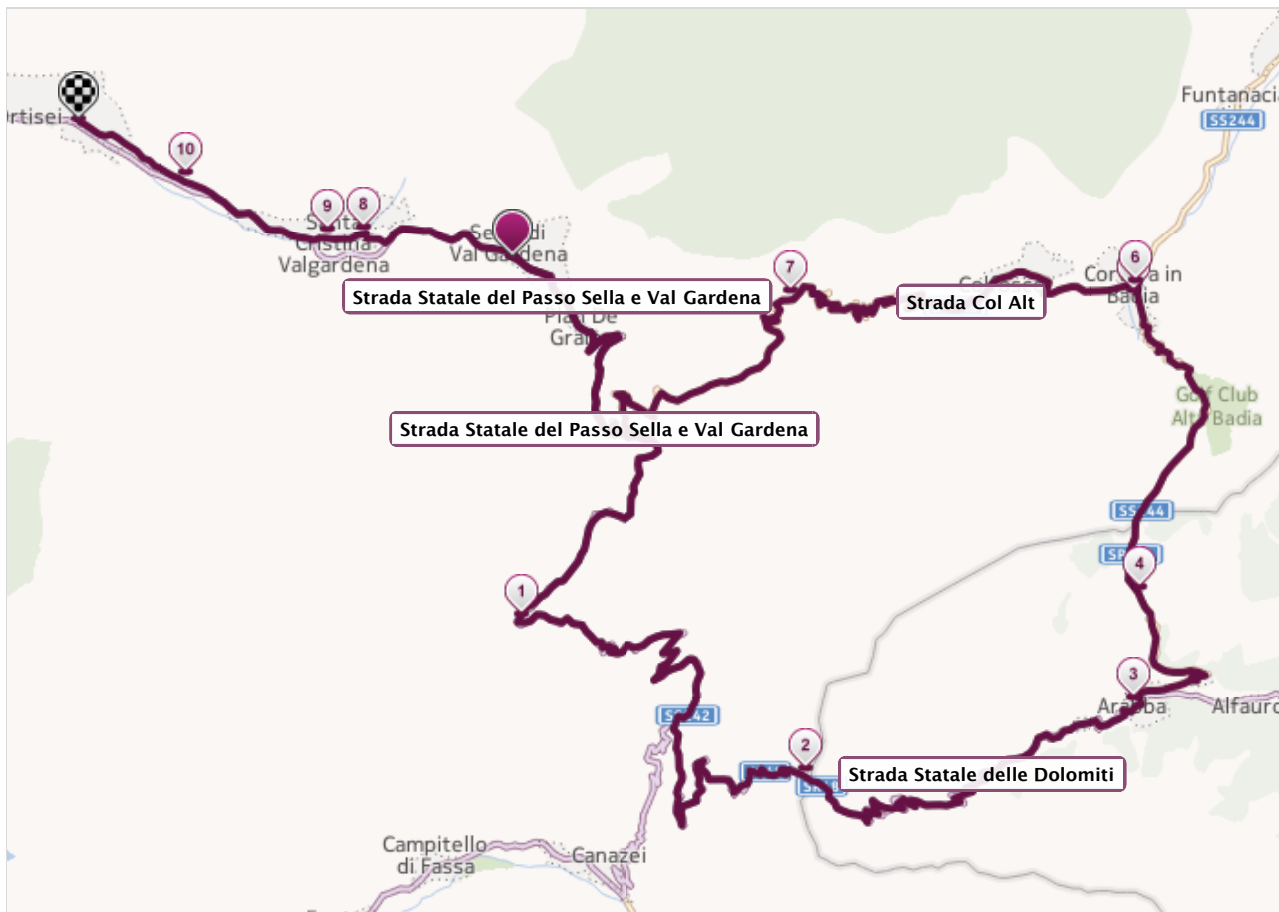 Funtanacia
SS244
Ortisei
10
9
8
Santa
Cristina
Valgardena
Val Gardena
6
7
Strada Statale del Passo Sella e Val Gardena
Strada Col Alt
Badia
Golf Club
Alta Badia
Strada Statale del Passo Sella e Val Gardena
4
1
3
Arabba
Alfauro
2
Strada Statale delle Dolomiti
Campitello
di Fassa
Canazei